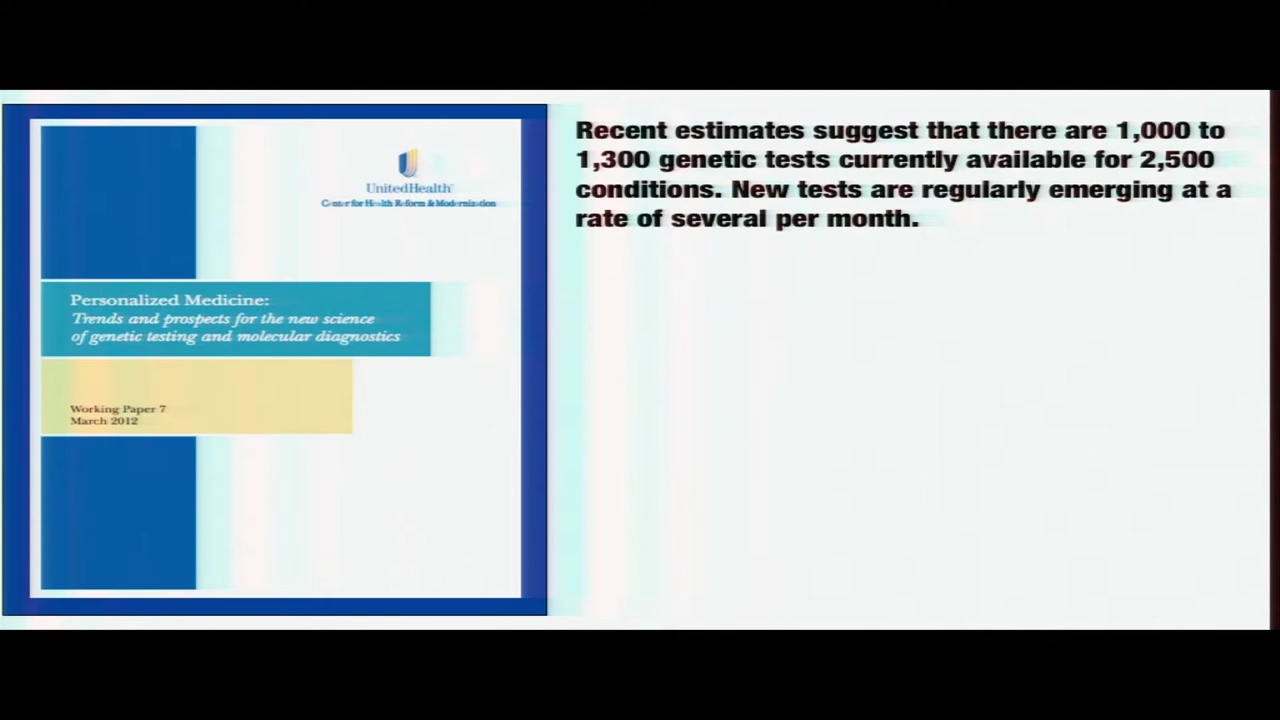 UnitedHealth
Center for Health Reform & Modernization
Personalized Medicine:
Trends and prospects for the new science
of genetic testing and molecular diagnostics
Working Paper 7
March 2012
Recent estimates suggest that there are 1,000 to
1,300 genetic tests currently available for 2,500
conditions. New tests are regularly emerging at a
rate of several per month.